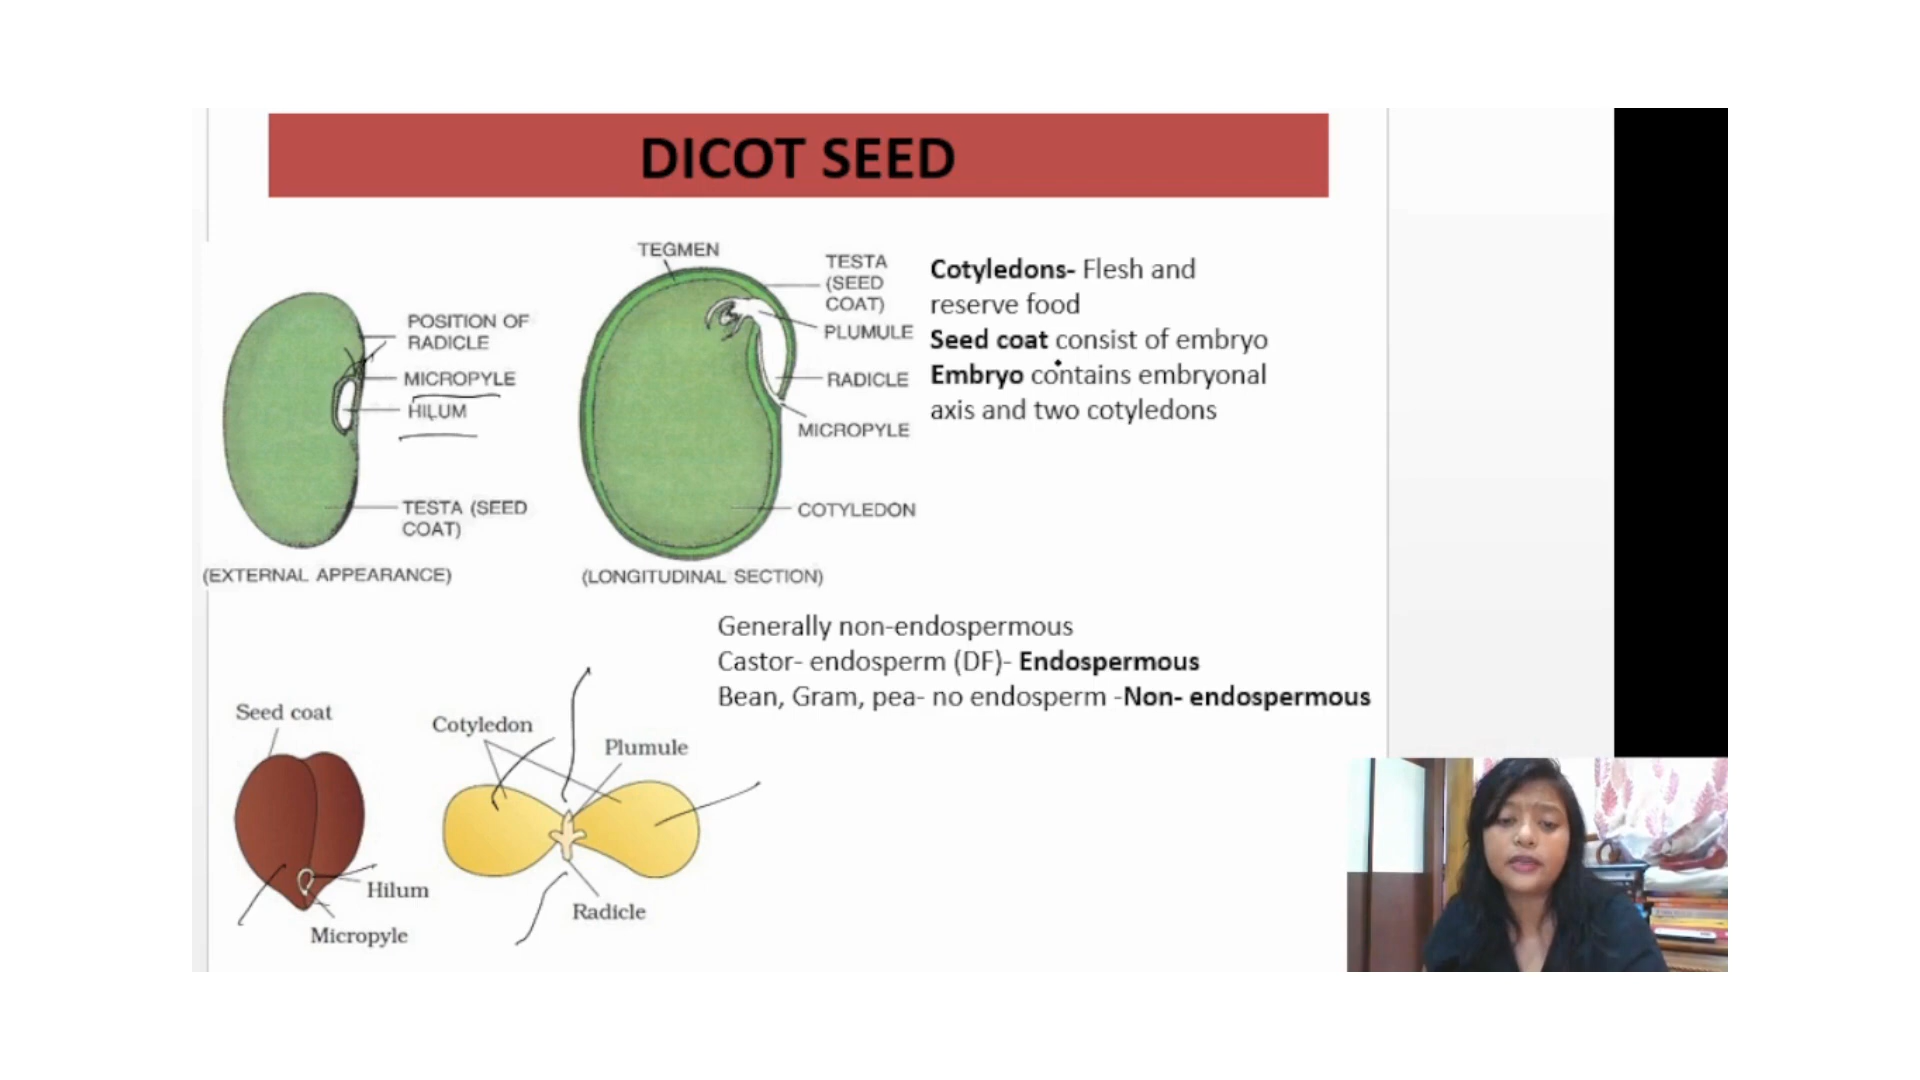 DICOT SEED
TEGMEN
TESTA
(SEED
COAT)
PLUMULE
RADICLE
MICROPYLE
COTYLEDON
(LONGITUDINAL SECTION)
POSITION OF
RADICLE
MICROPYLE
HILUM
TESTA (SEED
COAT)
(EXTERNAL APPEARANCE)
Cotyledons- Flesh and
reserve food
Seed coat consist of embryo
Embryo contains embryonal
axis and two cotyledons
Generally non-endospermous
Castor- endosperm (DF)- Endospermous
Bean, Gram, pea- no endosperm -Non- endospermous
Seed coat
Hilum
Micropyle
Cotyledon
Plumule
Radicle